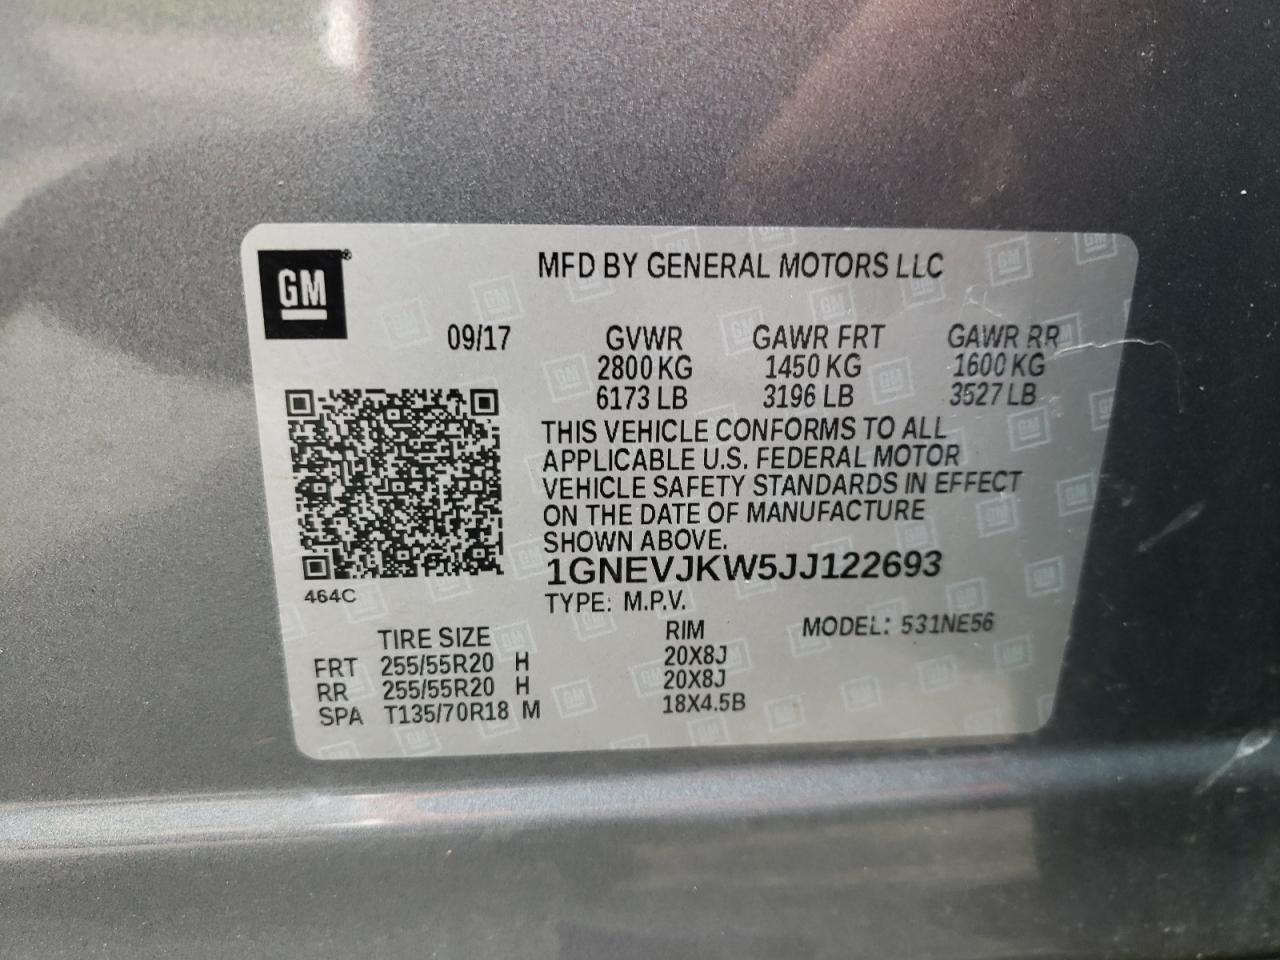 GM®
MFD BY GENERAL MOTORS LLC
09/17 GVWR GAWR FRT GAWR RR
2800 KG 1450 KG 1600 KG
6173 LB 3196 LB 3527 LB
THIS VEHICLE CONFORMS TO ALL
APPLICABLE U.S. FEDERAL MOTOR
VEHICLE SAFETY STANDARDS IN EFFECT
ON THE DATE OF MANUFACTURE
SHOWN ABOVE.
1GNEVJKW5JJ122693
464C
TYPE: M.P.V.
MODEL: 531NE56
TIRE SIZE RIM
FRT 255/55R20 H 20X8J
RR 255/55R20 H 20X8J
SPA T135/70R18 M 18X4.5B